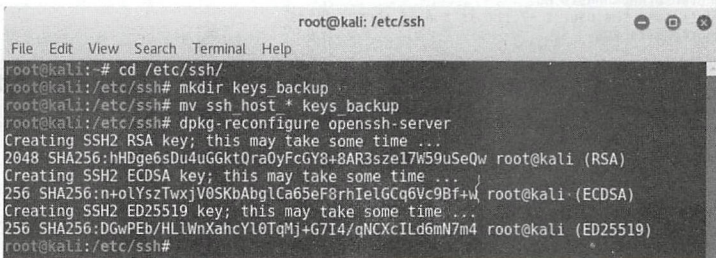 root@kali: /etc/ssh
File Edit View Search Terminal Help
root@kali:~# cd /etc/ssh/
root@kali:/etc/ssh# mkdir keys_backup
root@kali:/etc/ssh# mv ssh_host_* keys_backup
root@kali:/etc/ssh# dpkg-reconfigure openssh-server
Creating SSH2 RSA key; this may take some time ...
2048 SHA256:hHDge6sDu4uGGktQraOyFcGY8+8AR3sze17W59uSeQw root@kali (RSA)
Creating SSH2 ECDSA key; this may take some time ...
256 SHA256:n+olYszTwxjV0SKbAbglCa65eF8rhIelGCq6Vc9Bf+w root@kali (ECDSA)
Creating SSH2 ED25519 key; this may take some time ...
256 SHA256:DGwPEb/HLlWnXahcYl0TqMj+G7I4/qNCXcILd6mN7m4 root@kali (ED25519)
root@kali:/etc/ssh#